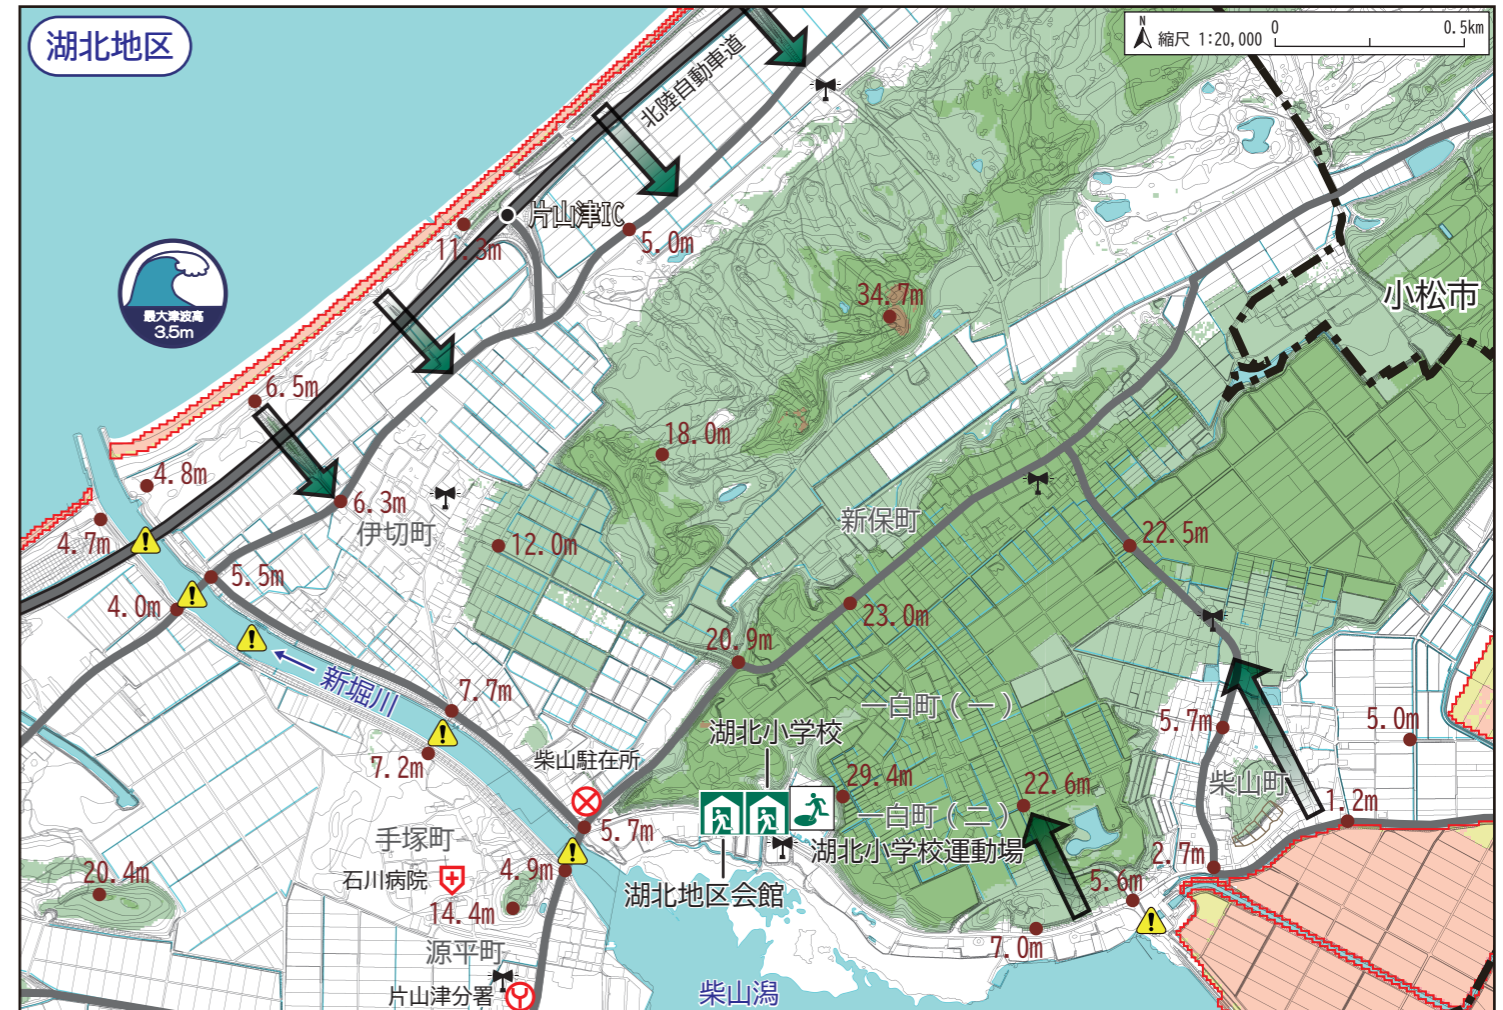 湖北地区
N
縮尺 1:20,000
0
0.5km
北陸自動車道
片山津IC
11.3m
5.0m
最大津波高
3.5m
34.7m
小松市
6.5m
18.0m
4.8m
6.3m
伊切町
4.7m
12.0m
新保町
22.5m
5.5m
4.0m
23.0m
20.9m
新堀川
7.7m
一白町(一)
5.7m
5.0m
湖北小学校
7.2m
柴山駐在所
29.4m
22.6m
柴山町
1.2m
一白町(二)
5.7m
手塚町
湖北小学校運動場
2.7m
20.4m
石川病院
4.9m
湖北地区会館
5.6m
14.4m
7.0m
源平町
片山津分署
柴山潟